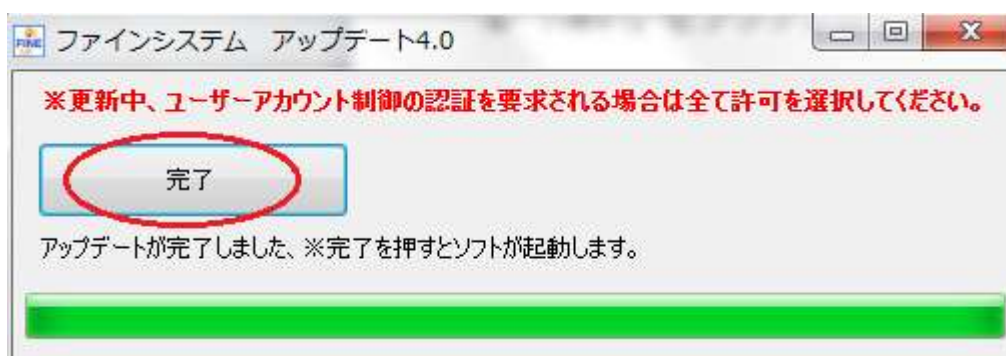 FINE
ファインシステム　アップデート4.0
※更新中、ユーザーアカウント制御の認証を要求される場合は全て許可を選択してください。
完了
アップデートが完了しました、※完了を押すとソフトが起動します。